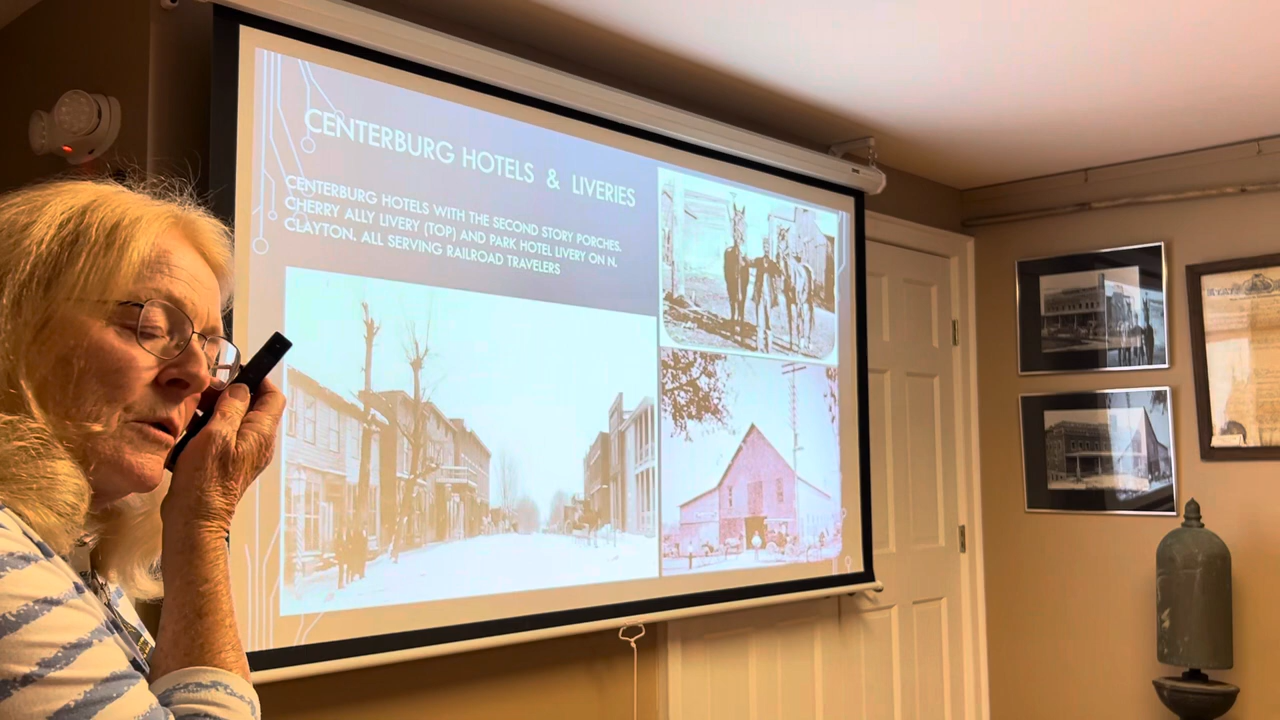 CENTERBURG HOTELS & LIVERIES
CENTERBURG HOTELS WITH THE SECOND STORY PORCHES.
CHERRY ALLY LIVERY (TOP) AND PARK HOTEL LIVERY ON N.
CLAYTON. ALL SERVING RAILROAD TRAVELERS